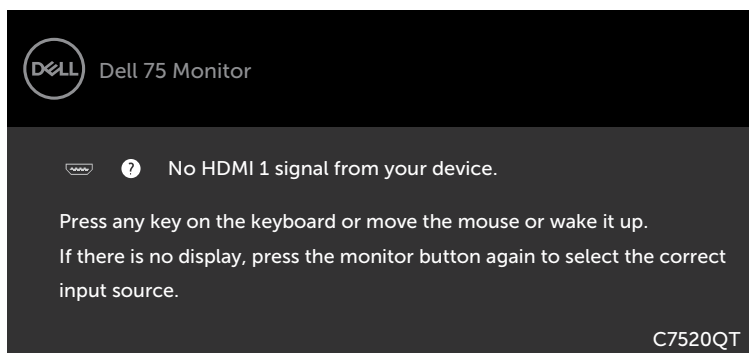 DELL Dell 75 Monitor
? No HDMI 1 signal from your device.
Press any key on the keyboard or move the mouse or wake it up.
If there is no display, press the monitor button again to select the correct
input source.
C7520QT